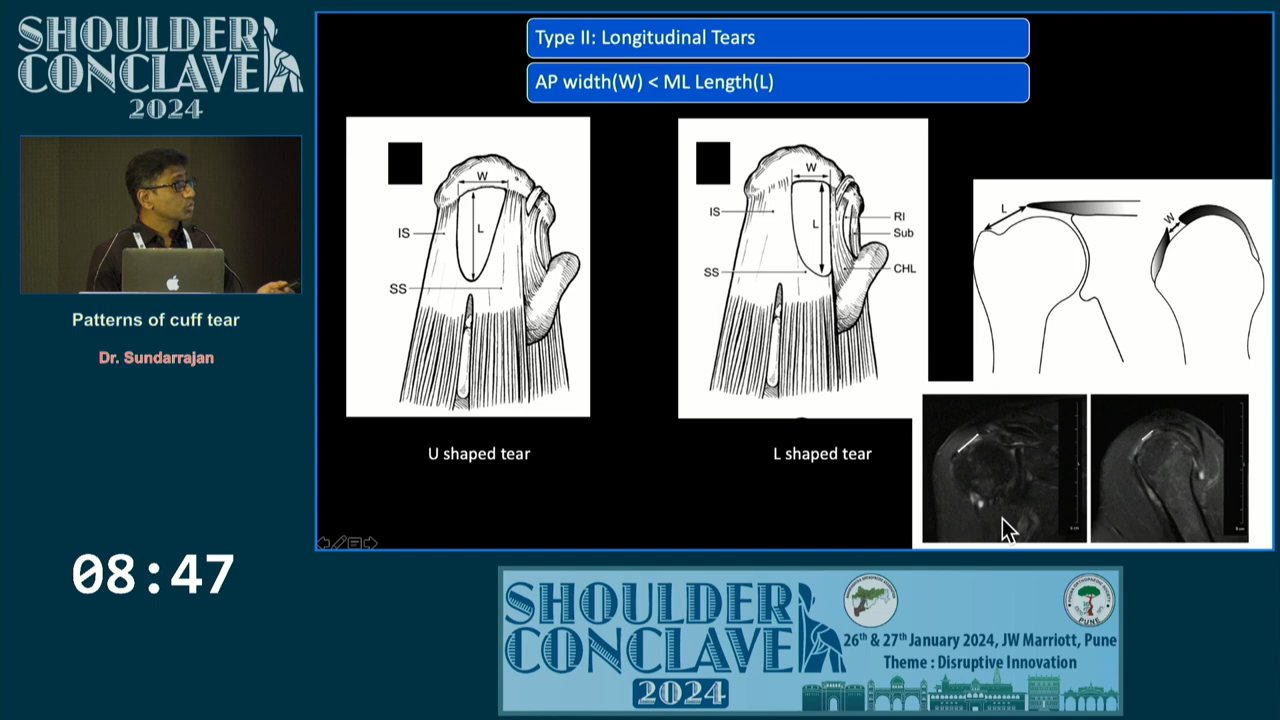 SHOULDER
CONCLAVE
2024
Patterns of cuff tear
Dr. Sundarrajan
08:47
Type II: Longitudinal Tears
AP width(W) < ML Length(L)
W
L
IS
SS
U shaped tear
W
L
IS
SS
RI
Sub
CHL
L shaped tear
L
W
SHOULDER
CONCLAVE
2024
26th & 27th January 2024, JW Marriott, Pune
Theme : Disruptive Innovation
PUNE